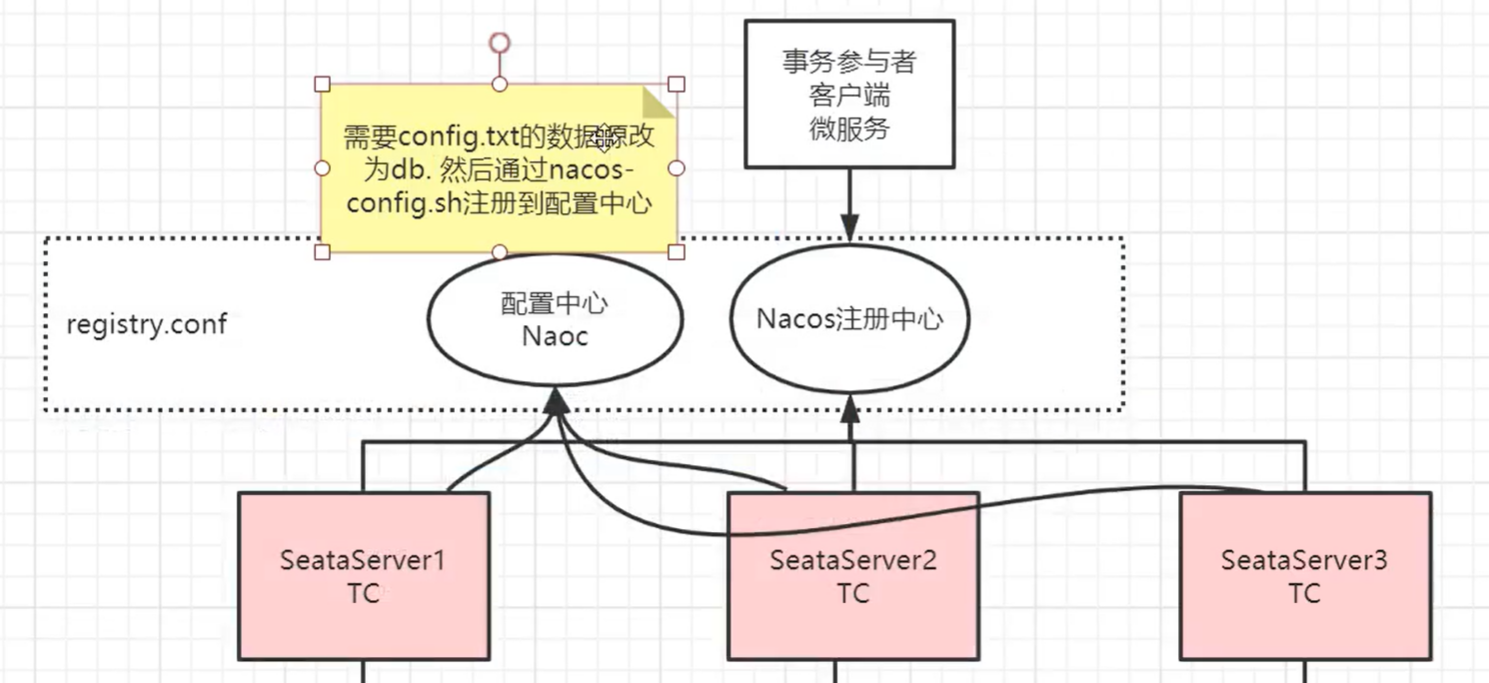 事务参与者
客户端
微服务
需要config.txt的数据源改
为db. 然后通过nacos-
config.sh注册到配置中心
registry.conf
配置中心
Naoc
Nacos注册中心
SeataServer1
TC
SeataServer2
TC
SeataServer3
TC